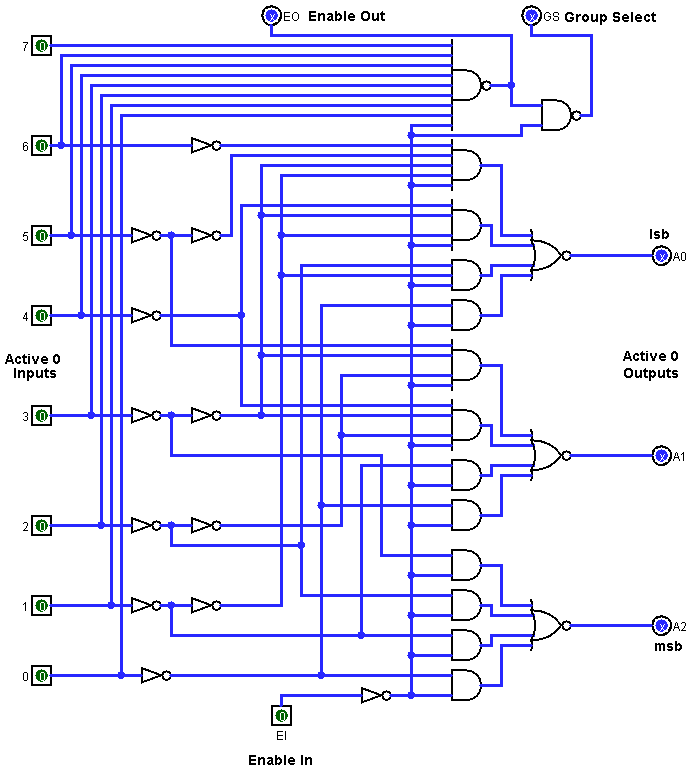 EO Enable Out
GS Group Select
7
6
5
lsb
A0
4
Active 0
Inputs
Active 0
Outputs
3
A1
2
1
A2
msb
0
EI
Enable In